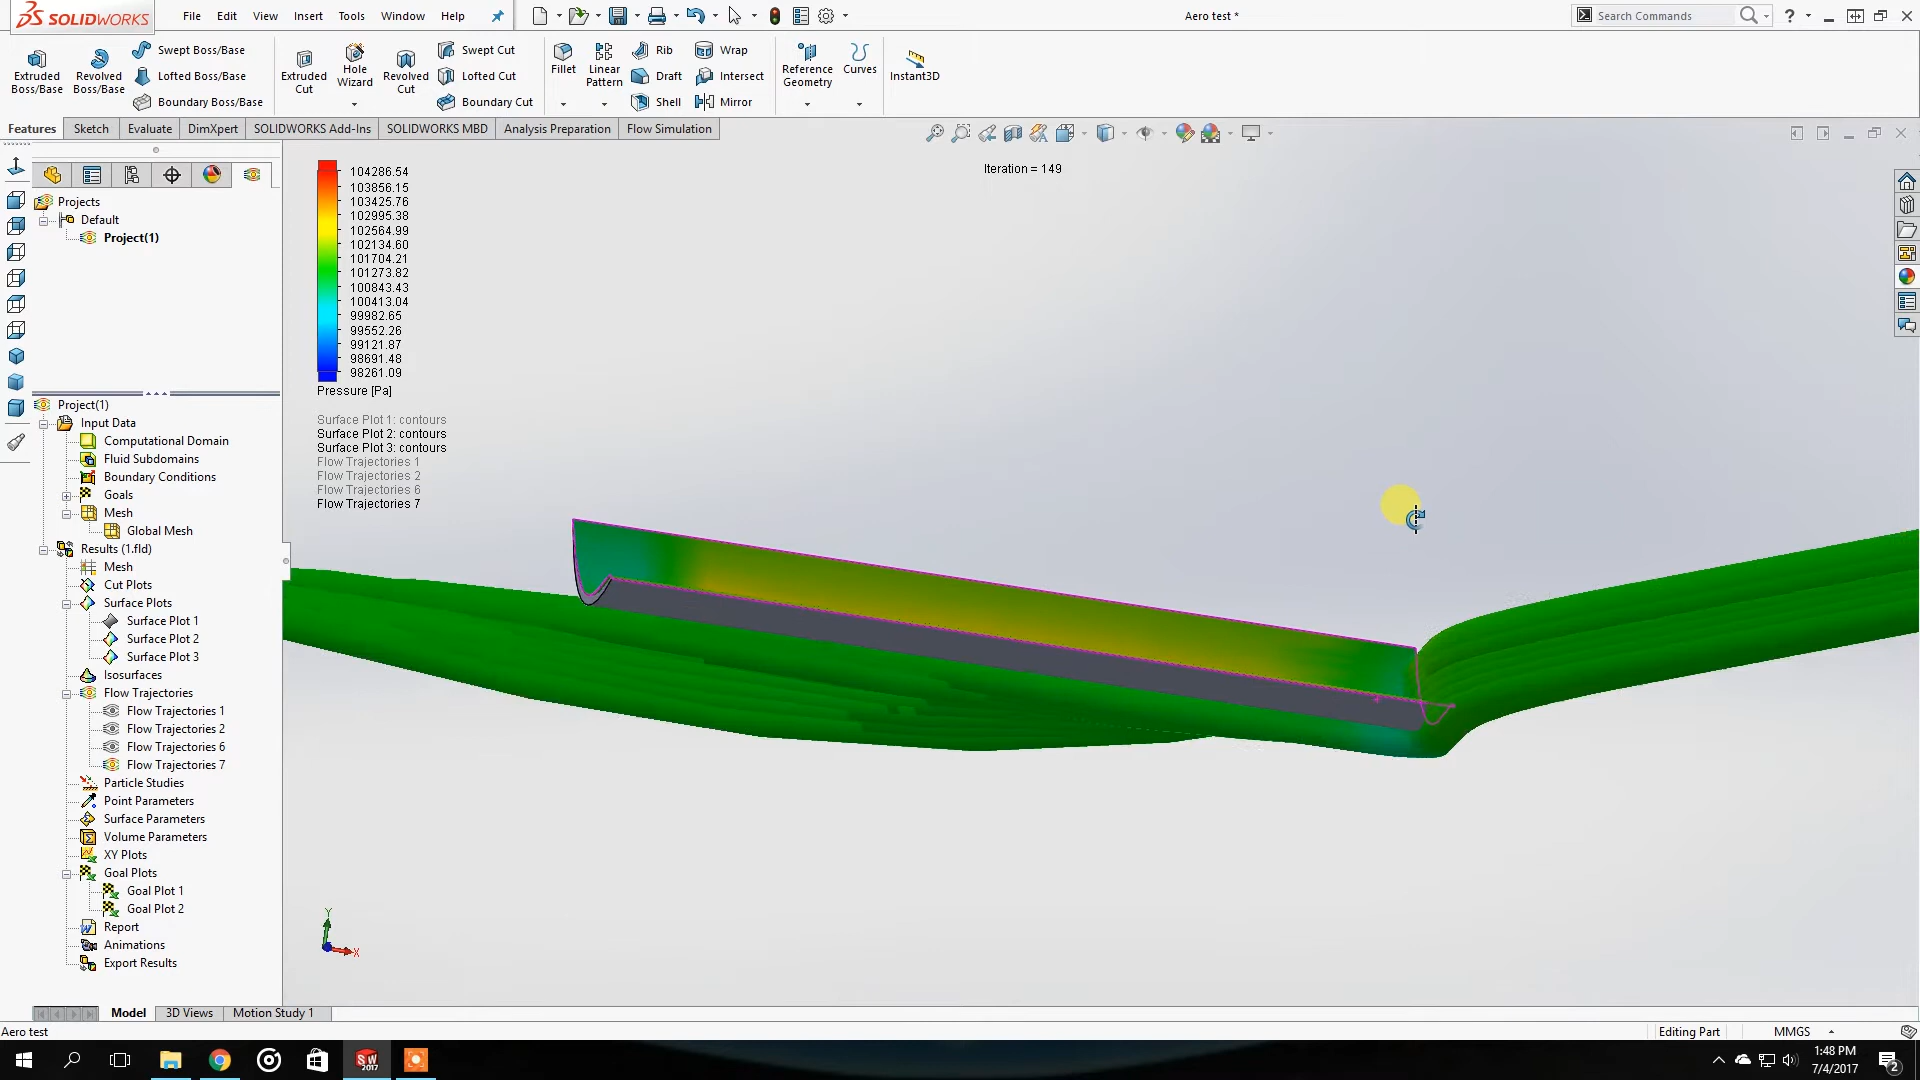 SOLIDWORKS
File Edit View Insert Tools Window Help
Aero test *
Search Commands
Extruded Boss/Base
Revolved Boss/Base
Swept Boss/Base
Lofted Boss/Base
Boundary Boss/Base
Extruded Cut
Hole Wizard
Revolved Cut
Swept Cut
Lofted Cut
Boundary Cut
Fillet
Linear Pattern
Rib
Draft
Shell
Wrap
Intersect
Mirror
Reference Geometry
Curves
Instant3D
Features Sketch Evaluate DimXpert SOLIDWORKS Add-Ins SOLIDWORKS MBD Analysis Preparation Flow Simulation
Projects
Default
Project(1)
Project(1)
Input Data
Computational Domain
Fluid Subdomains
Boundary Conditions
Goals
Mesh
Global Mesh
Results (1.fld)
Mesh
Cut Plots
Surface Plots
Surface Plot 1
Surface Plot 2
Surface Plot 3
Isosurfaces
Flow Trajectories
Flow Trajectories 1
Flow Trajectories 2
Flow Trajectories 6
Flow Trajectories 7
Particle Studies
Point Parameters
Surface Parameters
Volume Parameters
XY Plots
Goal Plots
Goal Plot 1
Goal Plot 2
Report
Animations
Export Results
104286.54
103856.15
103425.76
102995.38
102564.99
102134.60
101704.21
101273.82
100843.43
100413.04
99982.65
99552.26
99121.87
98691.48
98261.09
Pressure [Pa]
Surface Plot 1: contours
Surface Plot 2: contours
Surface Plot 3: contours
Flow Trajectories 1
Flow Trajectories 2
Flow Trajectories 6
Flow Trajectories 7
Iteration = 149
Y
X
Model 3D Views Motion Study 1
Aero test
Editing Part
MMGS
SW
2017
1:48 PM
7/4/2017
2